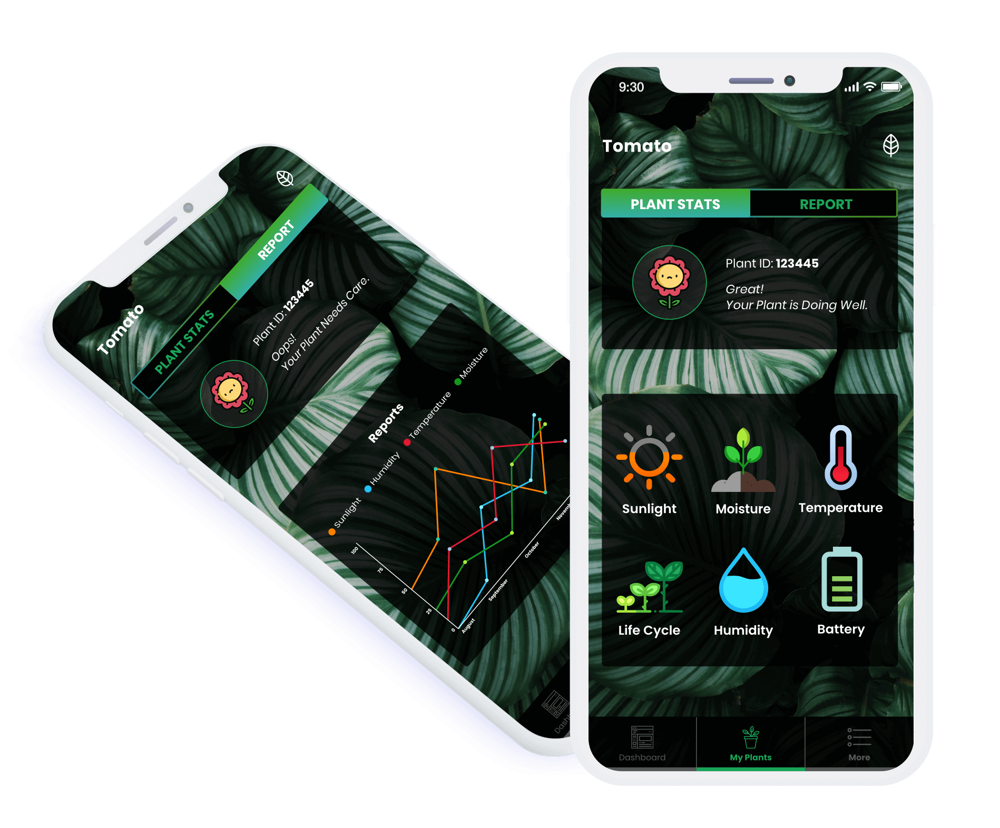 Tomato
PLANT STATS
REPORT
Plant ID: 123445
Oops!
Your Plant Needs Care.
Reports
Sunlight
Humidity
Temperature
Moisture
100
75
50
25
0
August
September
October
9:30
Tomato
PLANT STATS
REPORT
Plant ID: 123445
Great!
Your Plant is Doing Well.
Sunlight
Moisture
Temperature
Life Cycle
Humidity
Battery
Dashboard
My Plants
More